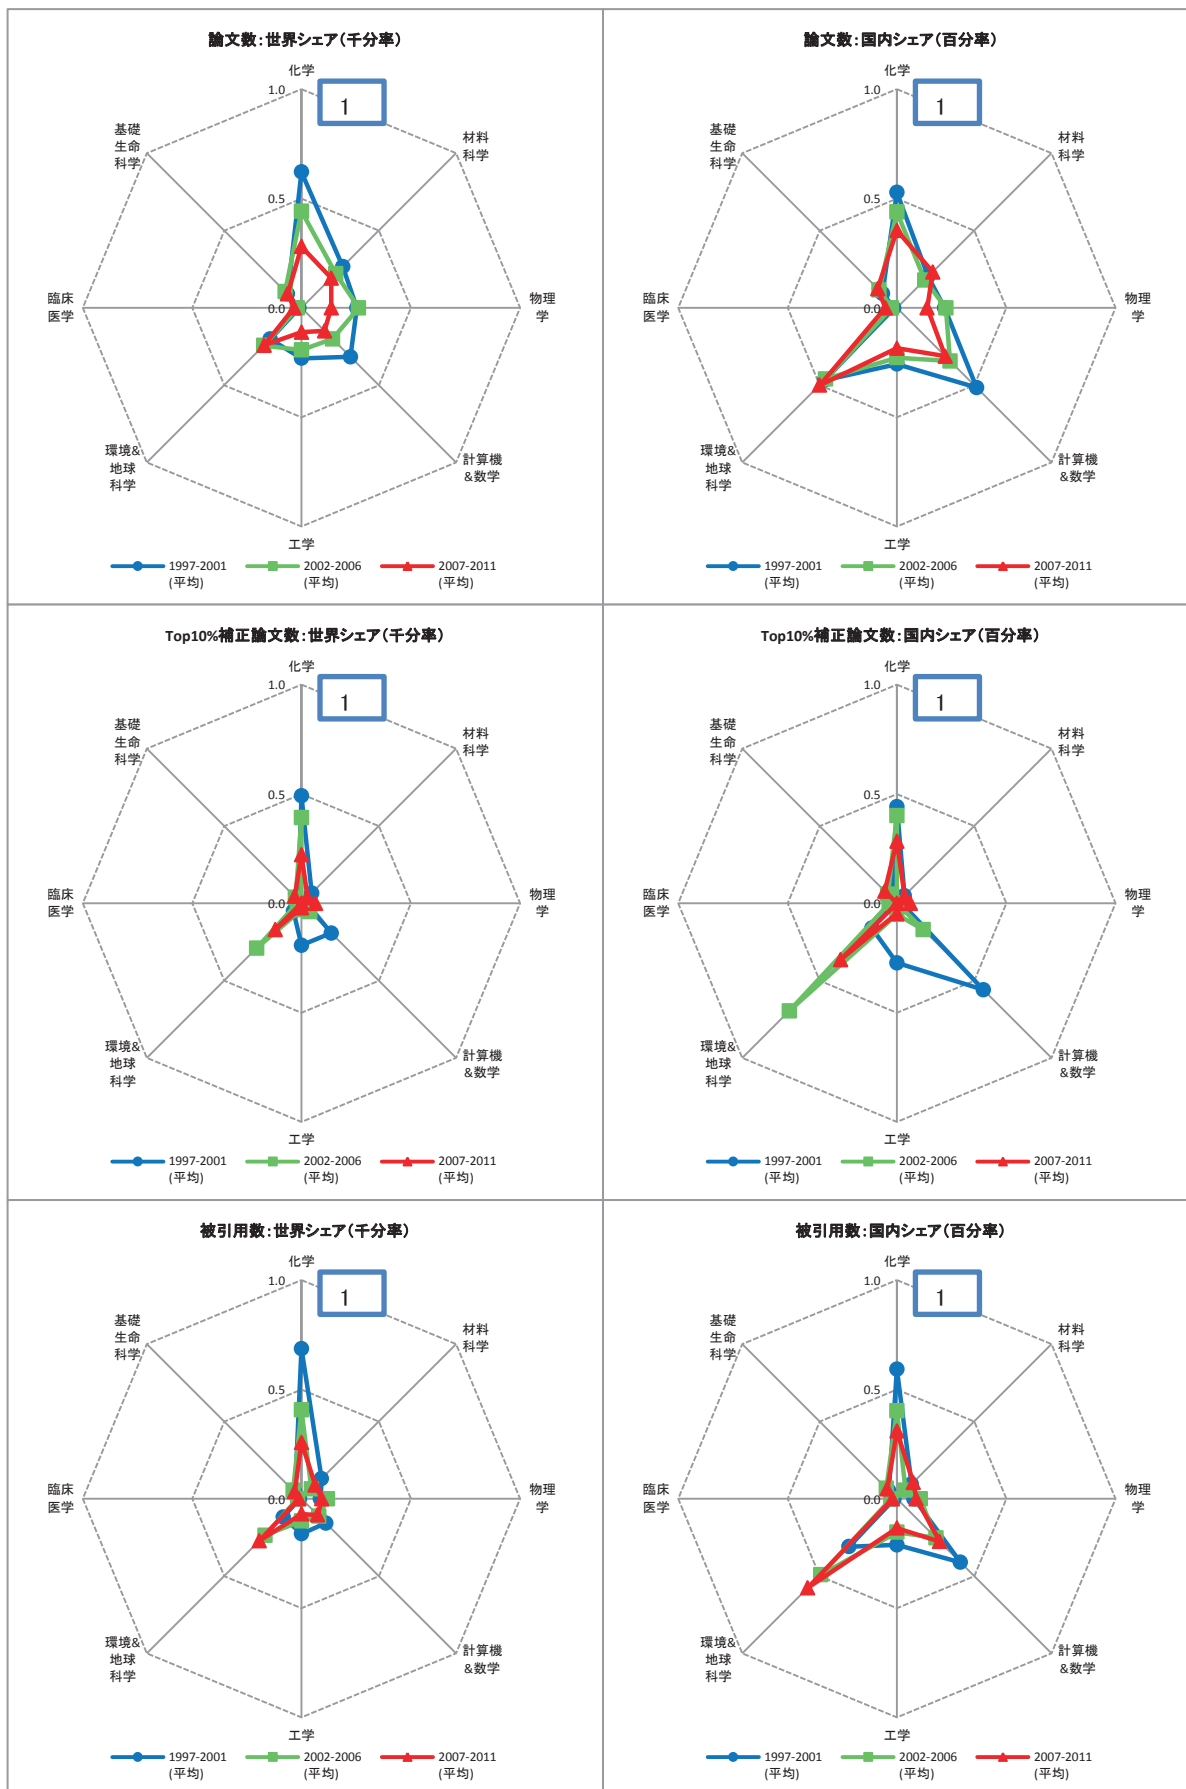 論文数：世界シェア（千分率）
化学
1.0
1
基礎
生命
科学
材料
科学
0.5
臨床
医学
0.0
物理
学
環境&
地球
科学
計算機
&数学
工学
1997-2001
(平均)
2002-2006
(平均)
2007-2011
(平均)
論文数：国内シェア（百分率）
化学
1.0
1
基礎
生命
科学
材料
科学
0.5
臨床
医学
0.0
物理
学
環境&
地球
科学
計算機
&数学
工学
1997-2001
(平均)
2002-2006
(平均)
2007-2011
(平均)
Top10%補正論文数：世界シェア（千分率）
化学
1.0
1
基礎
生命
科学
材料
科学
0.5
臨床
医学
0.0
物理
学
環境&
地球
科学
計算機
&数学
工学
1997-2001
(平均)
2002-2006
(平均)
2007-2011
(平均)
Top10%補正論文数：国内シェア（百分率）
化学
1.0
1
基礎
生命
科学
材料
科学
0.5
臨床
医学
0.0
物理
学
環境&
地球
科学
計算機
&数学
工学
1997-2001
(平均)
2002-2006
(平均)
2007-2011
(平均)
被引用数：世界シェア（千分率）
化学
1.0
1
基礎
生命
科学
材料
科学
0.5
臨床
医学
0.0
物理
学
環境&
地球
科学
計算機
&数学
工学
1997-2001
(平均)
2002-2006
(平均)
2007-2011
(平均)
被引用数：国内シェア（百分率）
化学
1.0
1
基礎
生命
科学
材料
科学
0.5
臨床
医学
0.0
物理
学
環境&
地球
科学
計算機
&数学
工学
1997-2001
(平均)
2002-2006
(平均)
2007-2011
(平均)